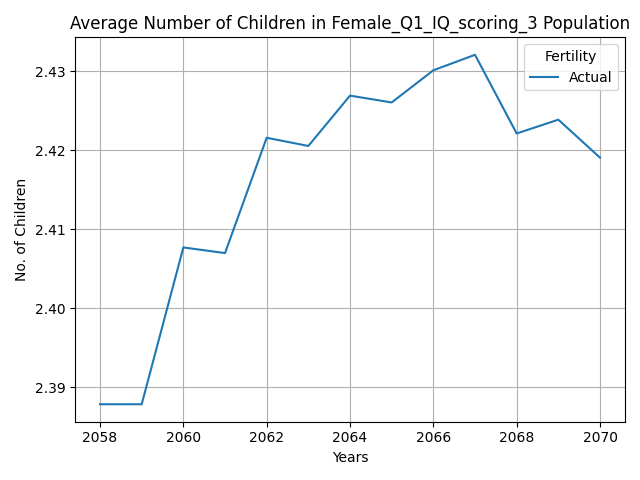 Average Number of Children in Female_Q1_IQ_scoring_3 Population
Fertility
Actual
2.43
2.42
2.41
2.40
2.39
No. of Children
2058 2060 2062 2064 2066 2068 2070
Years